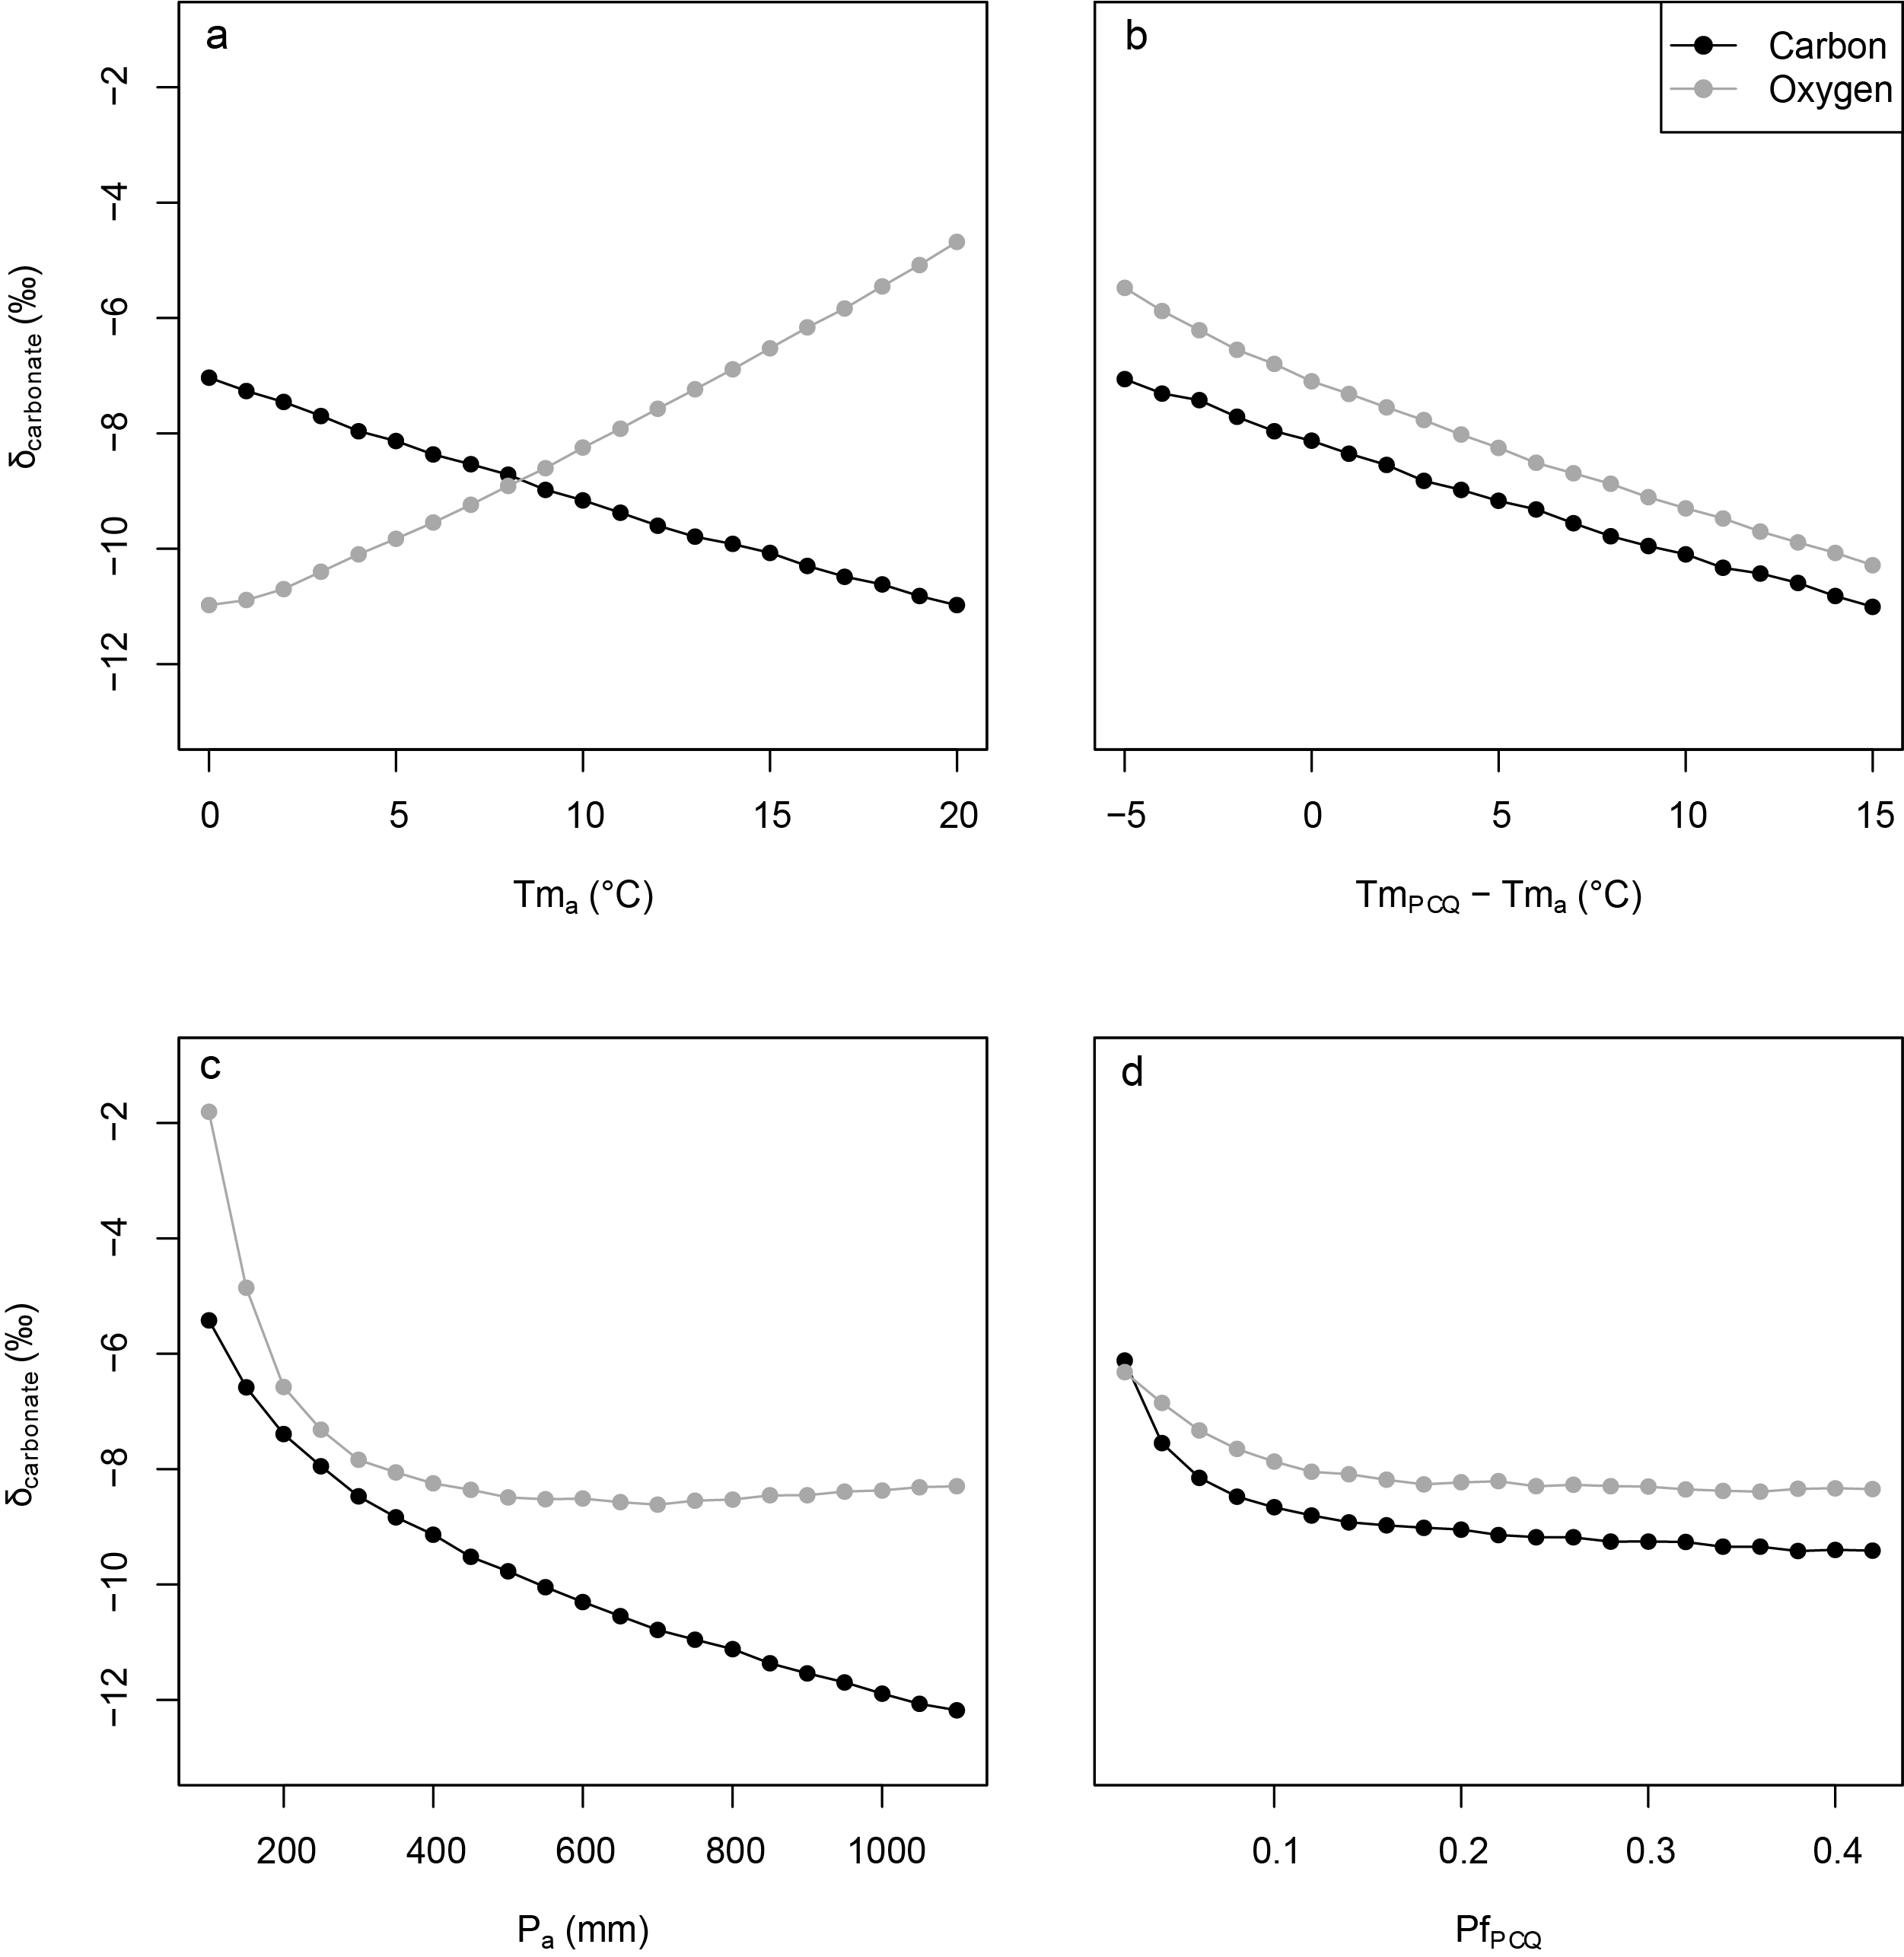 a
b
Carbon
Oxygen
−2
−4
−6
−8
−10
−12
δcarbonate (‰)
0 5 10 15 20
−5 0 5 10 15
Tma (°C)
TmPCQ − Tma (°C)
c
d
−2
−4
−6
−8
−10
−12
δcarbonate (‰)
200 400 600 800 1000
0.1 0.2 0.3 0.4
Pa (mm)
PfPCQ